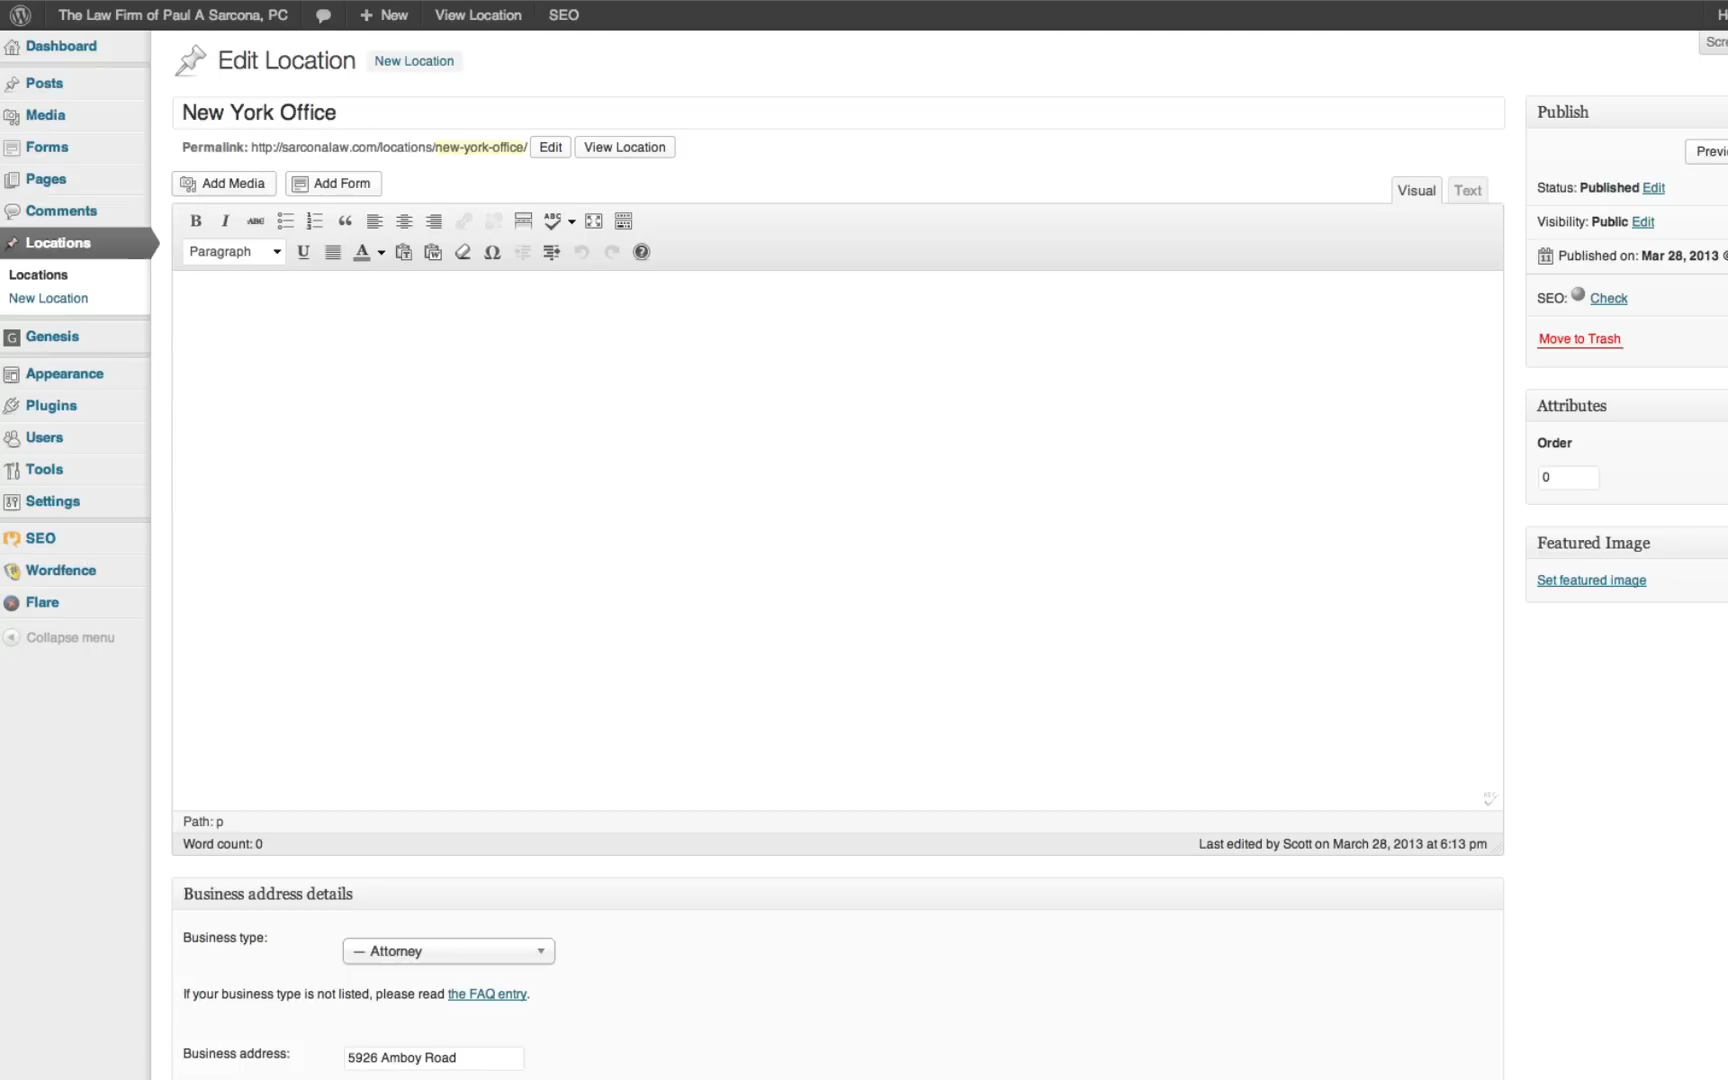 The Law Firm of Paul A Sarcona, PC
New
View Location
SEO
Dashboard
Posts
Media
Forms
Pages
Comments
Locations
Locations
New Location
Genesis
Appearance
Plugins
Users
Tools
Settings
SEO
Wordfence
Flare
Collapse menu
Edit Location
New Location
New York Office
Permalink: http://sarconalaw.com/locations/new-york-office/ Edit View Location
Add Media
Add Form
Visual
Text
B I ABC ABC
Paragraph U A Ω
Path: p
Word count: 0
Last edited by Scott on March 28, 2013 at 6:13 pm
Business address details
Business type:
— Attorney
If your business type is not listed, please read the FAQ entry.
Business address:
5926 Amboy Road
Publish
Status: Published Edit
Visibility: Public Edit
Published on: Mar 28, 2013
SEO: Check
Move to Trash
Attributes
Order
0
Featured Image
Set featured image